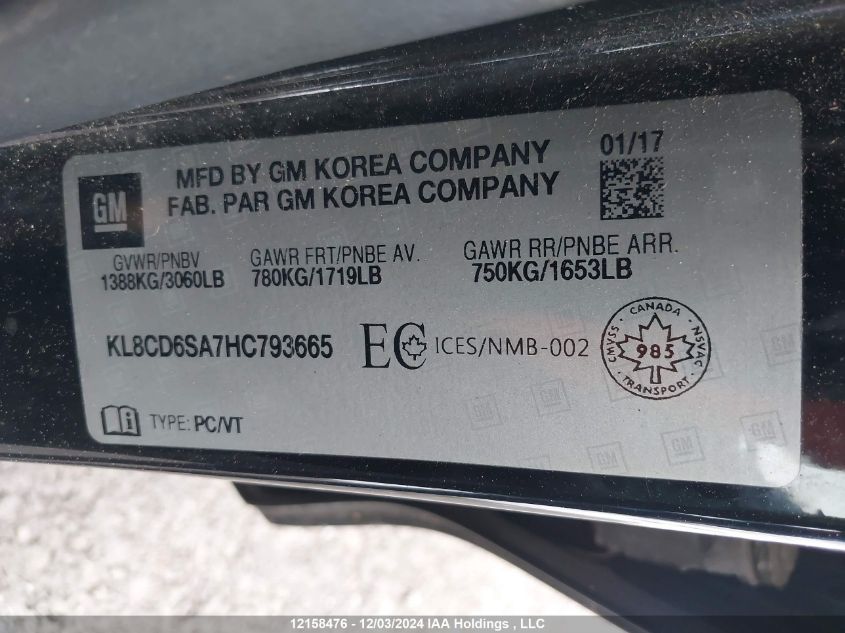 GM
MFD BY GM KOREA COMPANY
FAB. PAR GM KOREA COMPANY
01/17
GVWR/PNBV
1388KG/3060LB
GAWR FRT/PNBE AV.
780KG/1719LB
GAWR RR/PNBE ARR.
750KG/1653LB
KL8CD6SA7HC793665
EC ICES/NMB-002
CANADA
CMVSS
985
NSVAC
TRANSPORT
i TYPE: PC/VT
12158476 - 12/03/2024 IAA Holdings , LLC